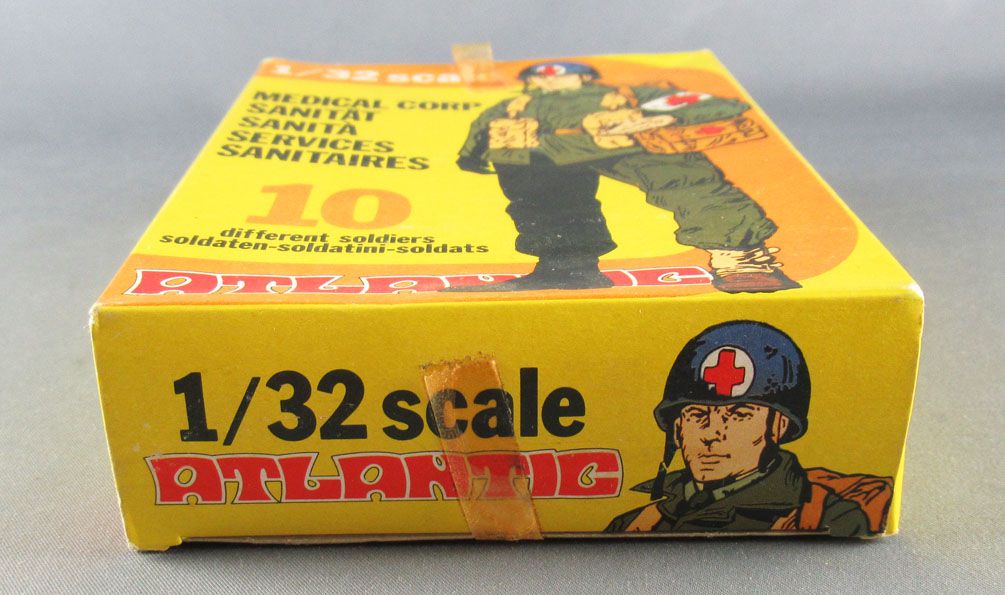 1/32 scale
MEDICAL CORP
SANITÄT
SANITÀ
SERVICES
SANITAIRES
10
different soldiers
soldaten-soldatini-soldats
ATLANTIC
1/32 scale
ATLANTIC